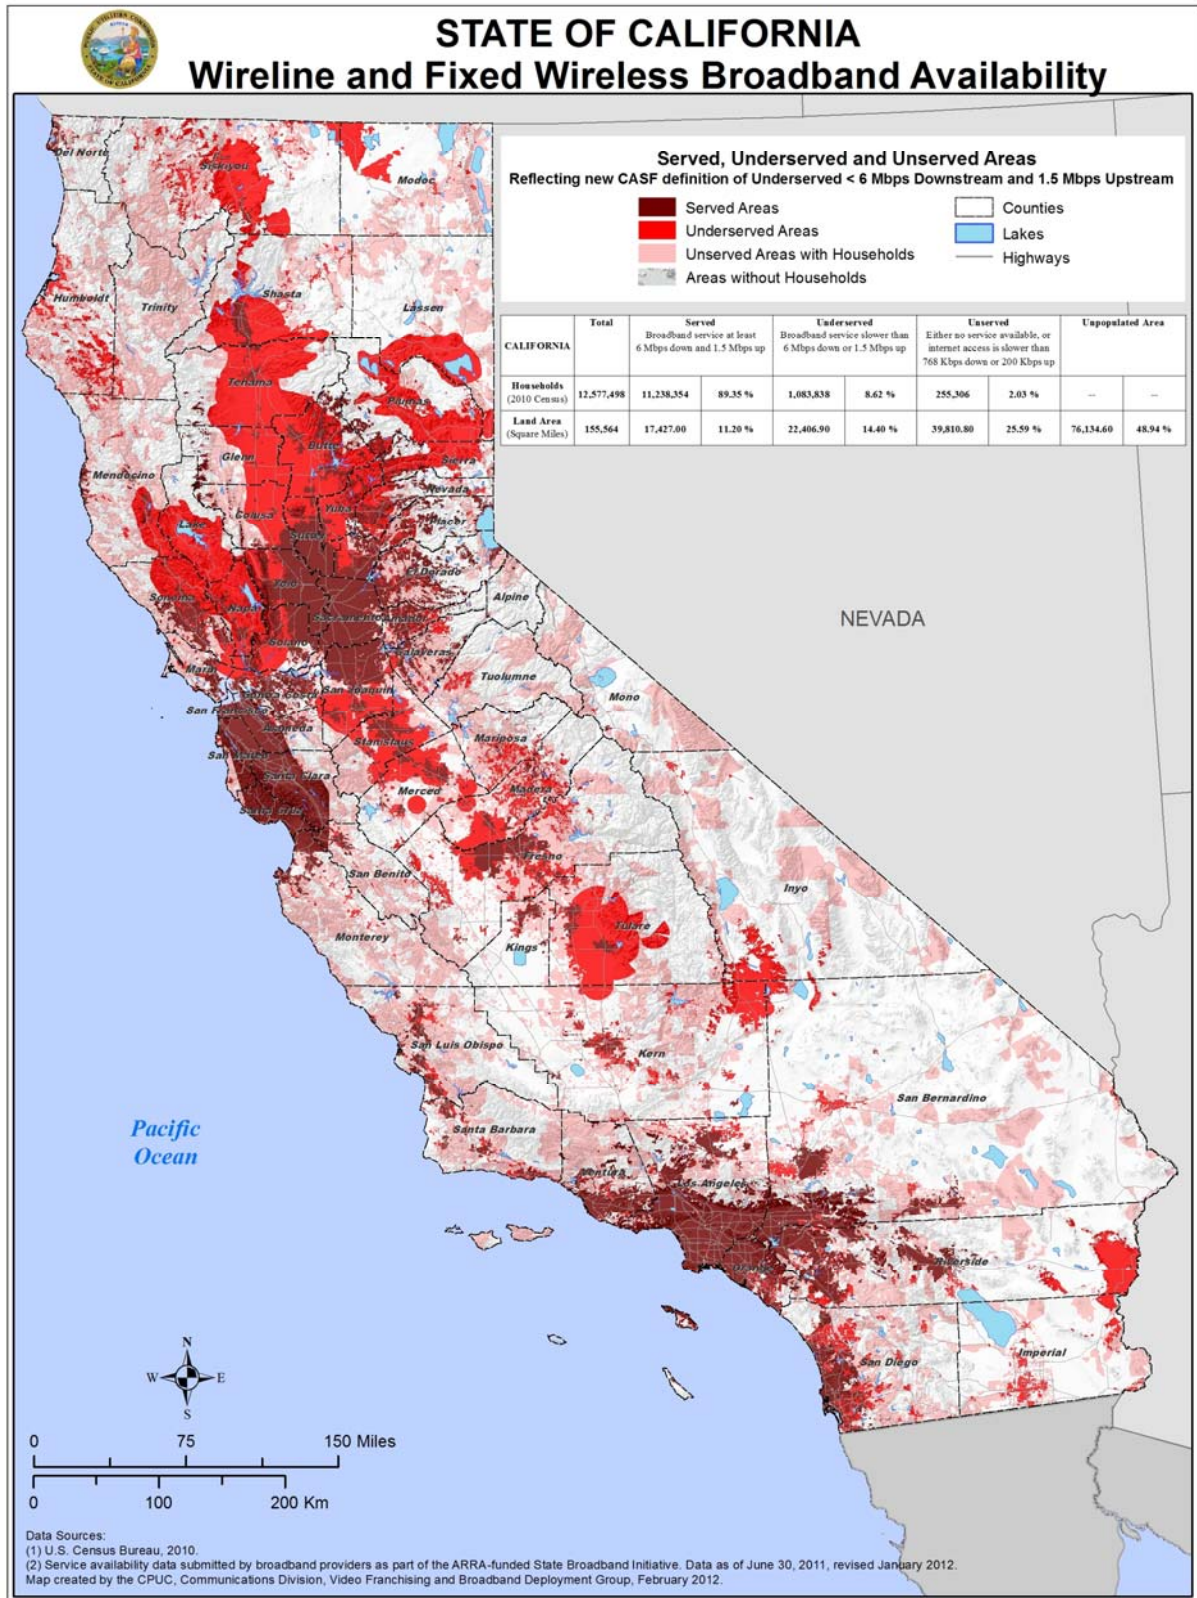 STATE OF CALIFORNIA
Wireline and Fixed Wireless Broadband Availability
Served, Underserved and Unserved Areas
Reflecting new CASF definition of Underserved < 6 Mbps Downstream and 1.5 Mbps Upstream
Served Areas
Underserved Areas
Unserved Areas with Households
Areas without Households
Counties
Lakes
Highways
CALIFORNIA
Total
Served
Broadband service at least
6 Mbps down and 1.5 Mbps up
Underserved
Broadband service slower than
6 Mbps down or 1.5 Mbps up
Unserved
Either no service available, or
internet access is slower than
768 Kbps down or 200 Kbps up
Unpopulated Area
Households
(2010 Census)
12,577,498 11,238,354 89.35 % 1,083,838 8.62 % 255,306 2.03 % -- --
Land Area
(Square Miles)
155,564 17,427.00 11.20 % 22,406.90 14.40 % 39,810.80 25.59 % 76,134.60 48.94 %
Del Norte
Siskiyou
Modoc
Humboldt
Trinity
Shasta
Lassen
Tehama
Plumas
Butte
Glenn
Sierra
Mendocino
Nevada
Colusa
Yuba
Placer
Lake
Sutter
El Dorado
Yolo
Alpine
Sonoma
Napa
Sacramento
Amador
NEVADA
Solano
Calaveras
Marin
Tuolumne
Contra Costa
San Joaquin
Mono
San Francisco
Alameda
Stanislaus
Mariposa
San Mateo
Santa Clara
Merced
Madera
Santa Cruz
Fresno
San Benito
Inyo
Tulare
Monterey
Kings
San Luis Obispo
Kern
San Bernardino
Santa Barbara
Ventura
Los Angeles
Pacific
Ocean
Orange
Riverside
San Diego
Imperial
N
W E
S
0 75 150 Miles
0 100 200 Km
Data Sources:
(1) U.S. Census Bureau, 2010.
(2) Service availability data submitted by broadband providers as part of the ARRA-funded State Broadband Initiative. Data as of June 30, 2011, revised January 2012.
Map created by the CPUC, Communications Division, Video Franchising and Broadband Deployment Group, February 2012.